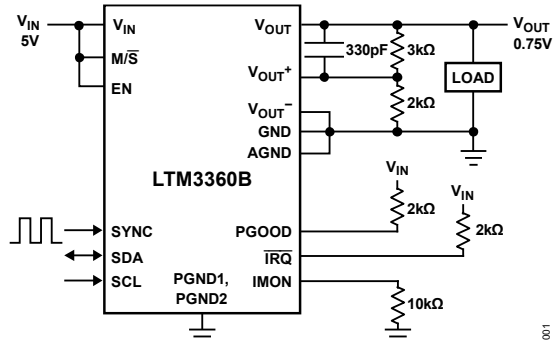 VIN
5V
VIN
M/S̅
EN
VOUT
VOUT⁺
VOUT⁻
GND
AGND
330pF
3kΩ
2kΩ
LOAD
VOUT
0.75V
LTM3360B
SYNC
SDA
SCL
PGND1,
PGND2
PGOOD
I̅R̅Q̅
IMON
VIN
2kΩ
VIN
2kΩ
10kΩ
001